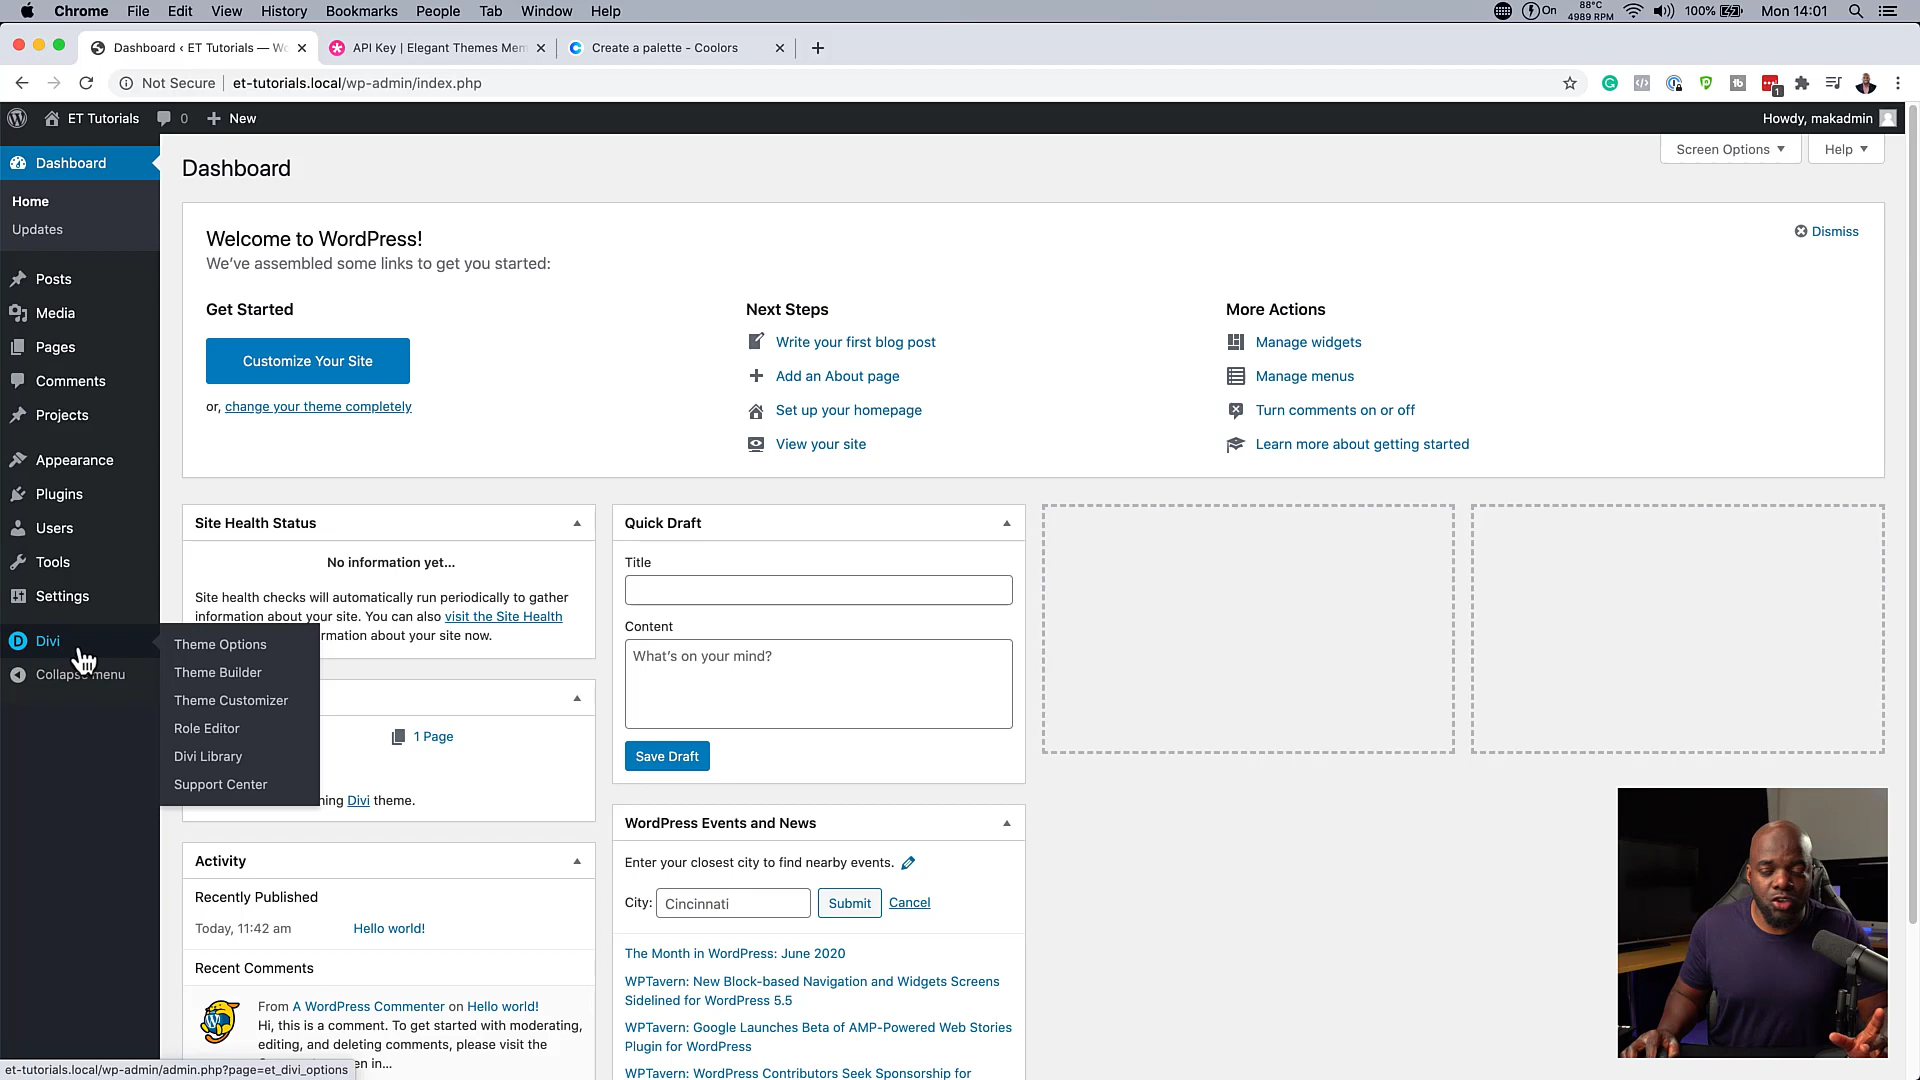 Chrome File Edit View History Bookmarks People Tab Window Help
On 88°C 4989 RPM 100% Mon 14:01
Dashboard ‹ ET Tutorials — Wo
API Key | Elegant Themes Mem
Create a palette - Coolors
Not Secure et-tutorials.local/wp-admin/index.php
1
ET Tutorials 0 New
Howdy, makadmin
Dashboard
Home
Updates
Posts
Media
Pages
Comments
Projects
Appearance
Plugins
Users
Tools
Settings
Divi
Collapse menu
Theme Options
Theme Builder
Theme Customizer
Role Editor
Divi Library
Support Center
Dashboard
Screen Options Help
Welcome to WordPress!
Dismiss
We've assembled some links to get you started:
Get Started
Customize Your Site
or, change your theme completely
Next Steps
Write your first blog post
Add an About page
Set up your homepage
View your site
More Actions
Manage widgets
Manage menus
Turn comments on or off
Learn more about getting started
Site Health Status
No information yet...
Site health checks will automatically run periodically to gather
information about your site. You can also visit the Site Health
rmation about your site now.
1 Page
ning Divi theme.
Activity
Recently Published
Today, 11:42 am Hello world!
Recent Comments
From A WordPress Commenter on Hello world!
Hi, this is a comment. To get started with moderating,
editing, and deleting comments, please visit the
en in...
Quick Draft
Title
Content
What's on your mind?
Save Draft
WordPress Events and News
Enter your closest city to find nearby events.
City: Cincinnati Submit Cancel
The Month in WordPress: June 2020
WPTavern: New Block-based Navigation and Widgets Screens
Sidelined for WordPress 5.5
WPTavern: Google Launches Beta of AMP-Powered Web Stories
Plugin for WordPress
WPTavern: WordPress Contributors Seek Sponsorship for
et-tutorials.local/wp-admin/admin.php?page=et_divi_options